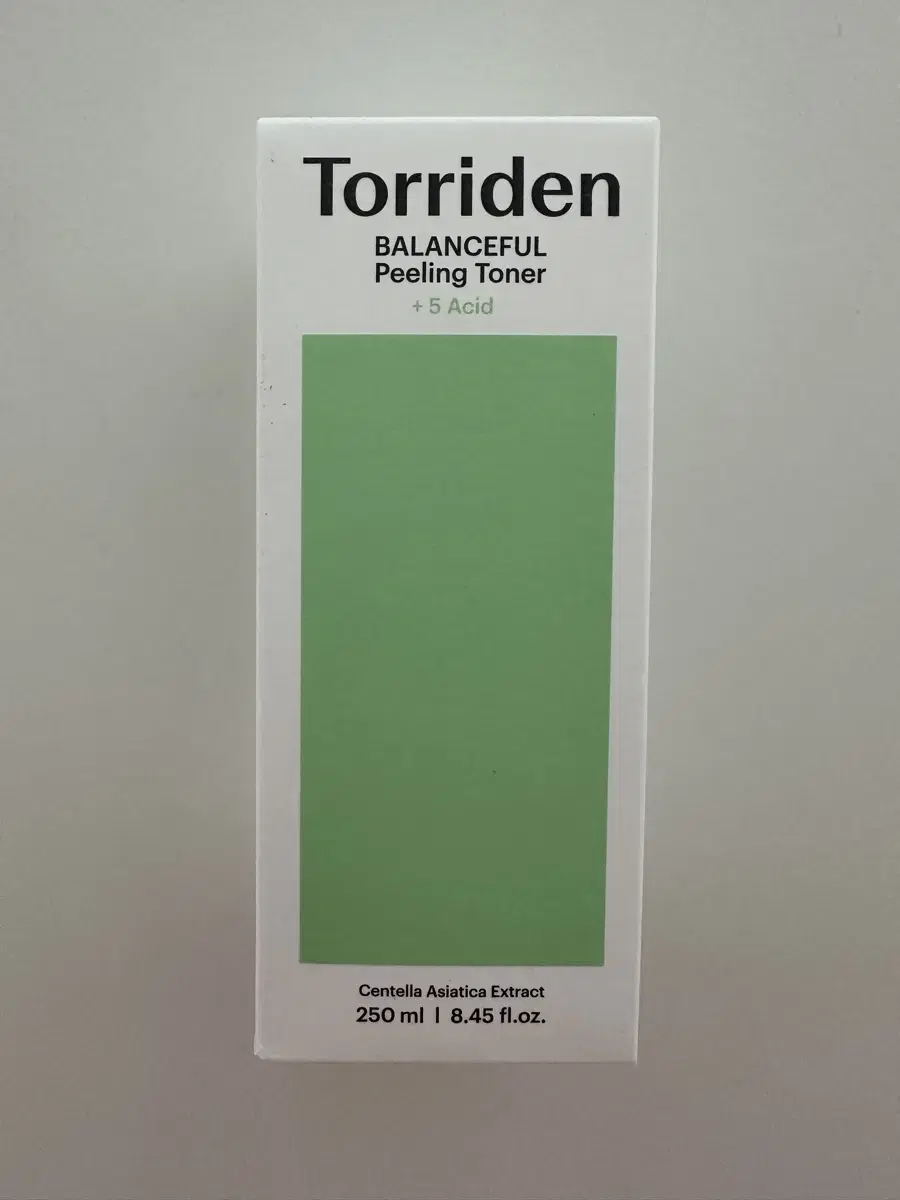 Torriden
BALANCEFUL
Peeling Toner
+ 5 Acid
Centella Asiatica Extract
250 ml | 8.45 fl.oz.